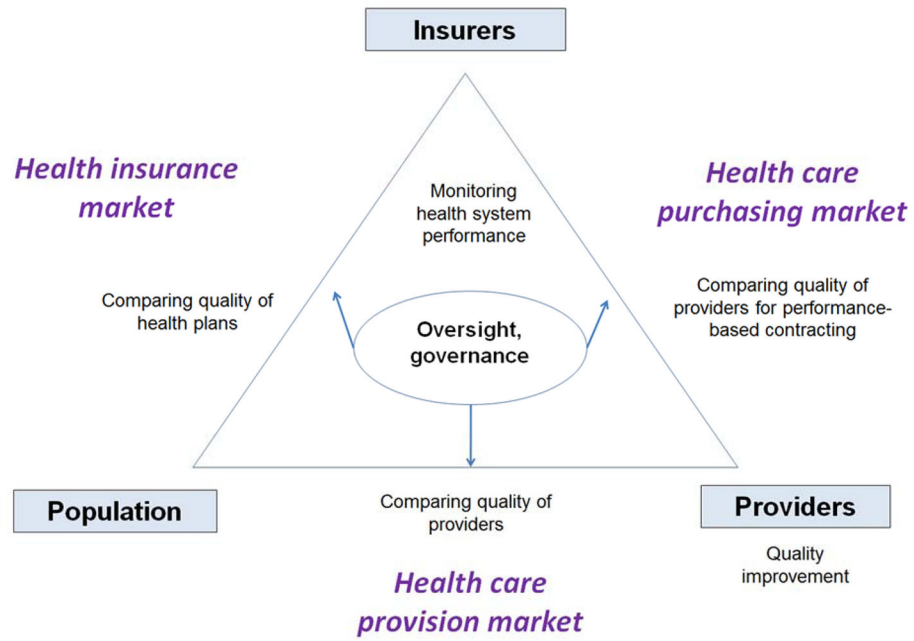 Insurers
Health insurance
market
Monitoring
health system
performance
Health care
purchasing market
Comparing quality of
health plans
Comparing quality of
providers for performance-
based contracting
Oversight,
governance
Population
Comparing quality of
providers
Providers
Quality
improvement
Health care
provision market